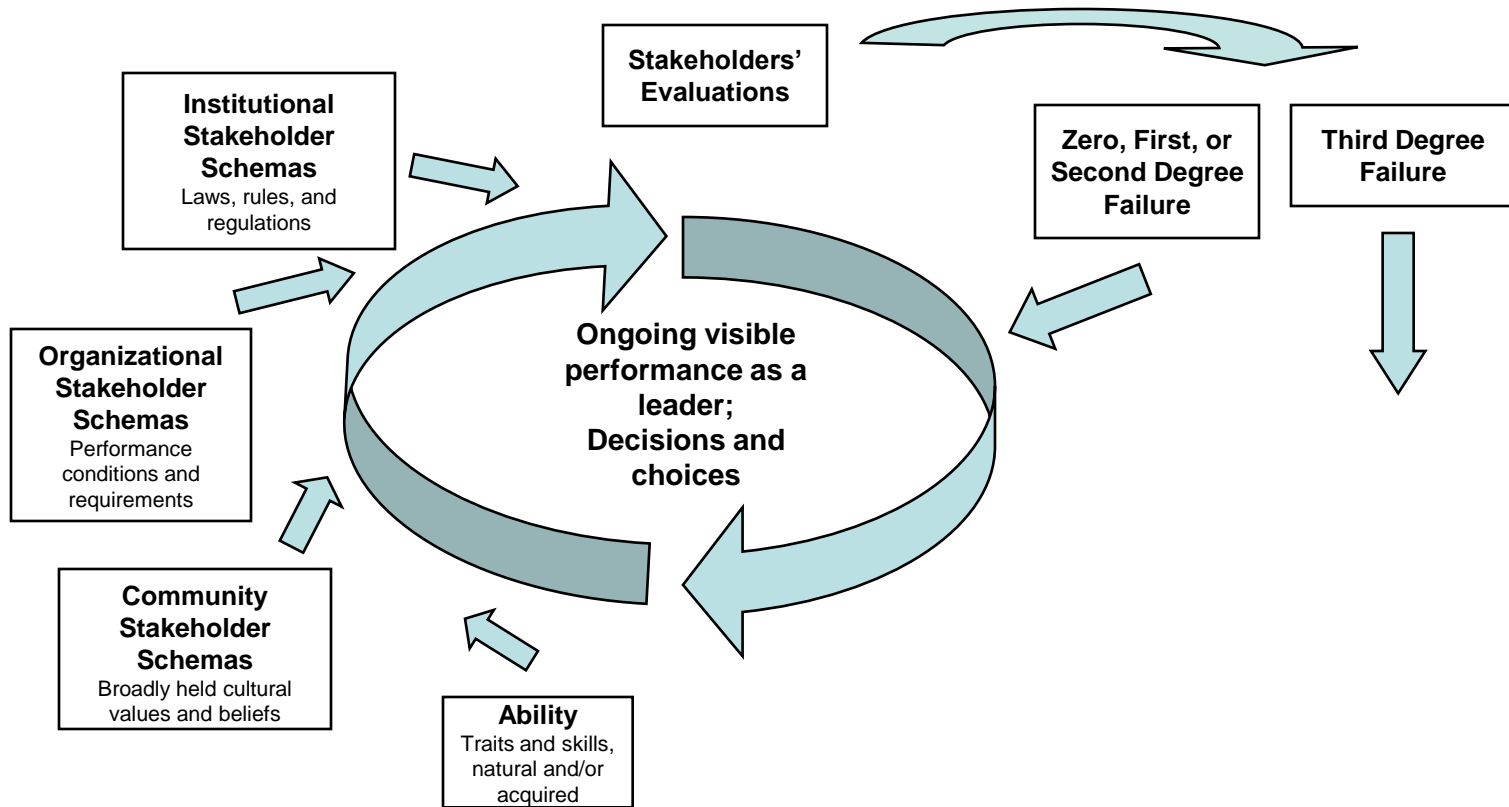 Stakeholders’
Evaluations
Institutional
Stakeholder
Schemas
Laws, rules, and
regulations
Zero, First, or
Second Degree
Failure
Third Degree
Failure
Organizational
Stakeholder
Schemas
Performance
conditions and
requirements
Ongoing visible
performance as a
leader;
Decisions and
choices
Community
Stakeholder
Schemas
Broadly held cultural
values and beliefs
Ability
Traits and skills,
natural and/or
acquired